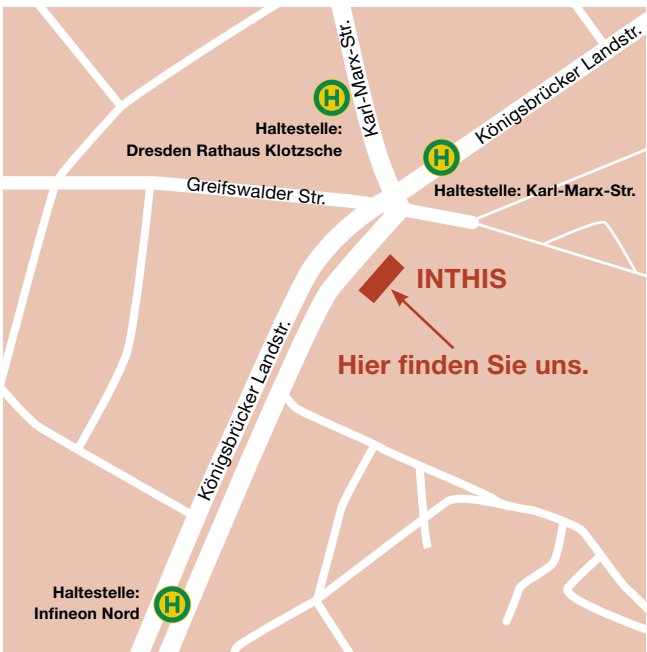 Karl-Marx-Str.
Königsbrücker Landstr.
H
Haltestelle:
Dresden Rathaus Klotzsche
H
Haltestelle: Karl-Marx-Str.
Greifswalder Str.
INTHIS
Hier finden Sie uns.
Königsbrücker Landstr.
Haltestelle:
Infineon Nord
H